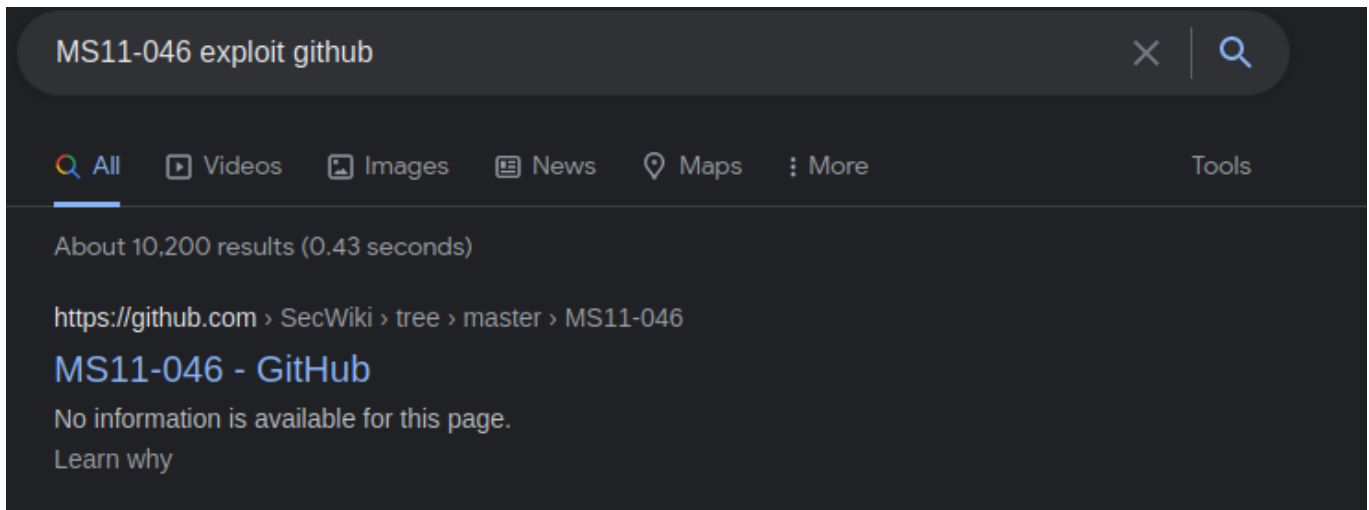 MS11-046 exploit github
All Videos Images News Maps More Tools
About 10,200 results (0.43 seconds)
https://github.com › SecWiki › tree › master › MS11-046
MS11-046 - GitHub
No information is available for this page.
Learn why